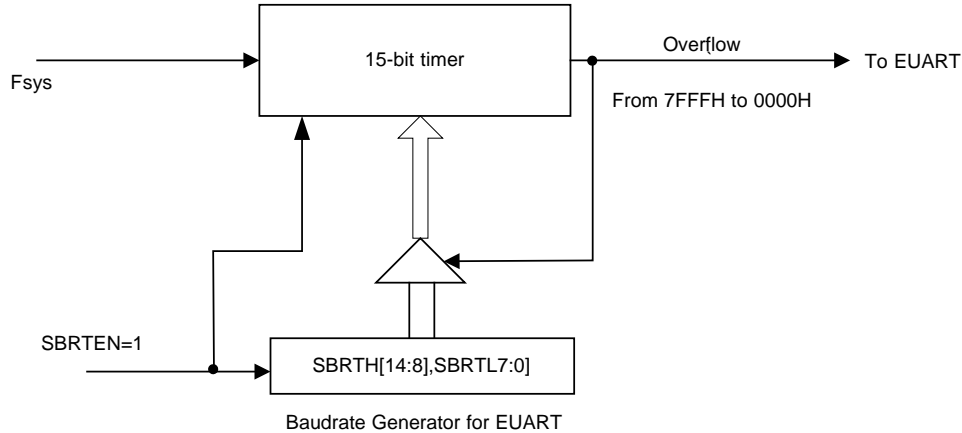 15-bit timer
Overflow
To EUART
Fsys
From 7FFFH to 0000H
SBRTEN=1
SBRTH[14:8],SBRTL7:0]
Baudrate Generator for EUART